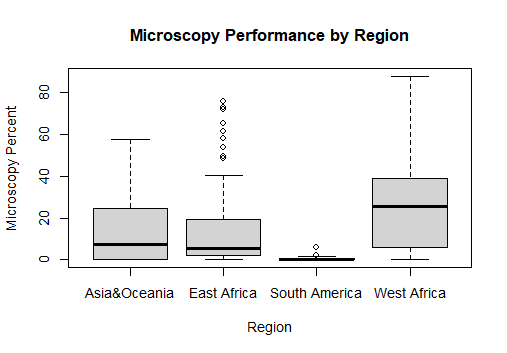 Microscopy Performance by Region
Microscopy Percent
80
60
40
20
0
Asia&Oceania East Africa South America West Africa
Region